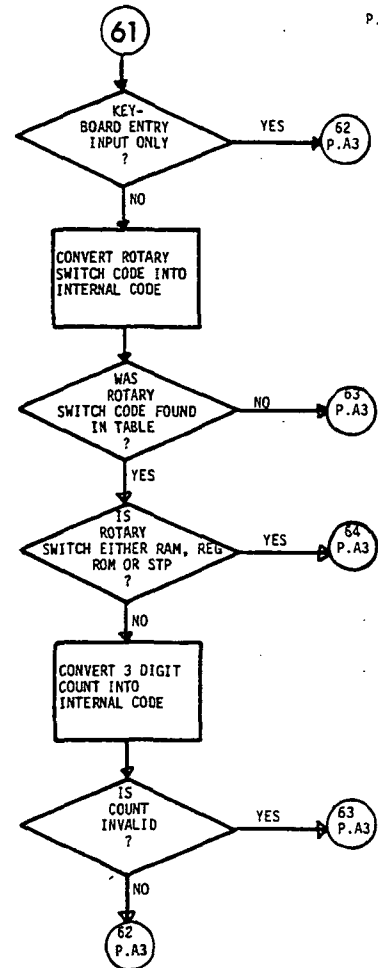 P.
61
KEY-
BOARD ENTRY
INPUT ONLY
?
YES
62
P.A3
NO
CONVERT ROTARY
SWITCH CODE INTO
INTERNAL CODE
WAS
ROTARY
SWITCH CODE FOUND
IN TABLE
?
NO
63
P.A3
YES
IS
ROTARY
SWITCH EITHER RAM, REG
ROM OR STP
?
YES
64
P.A3
NO
CONVERT 3 DIGIT
COUNT INTO
INTERNAL CODE
IS
COUNT
INVALID
?
YES
63
P.A3
NO
62
P.A3